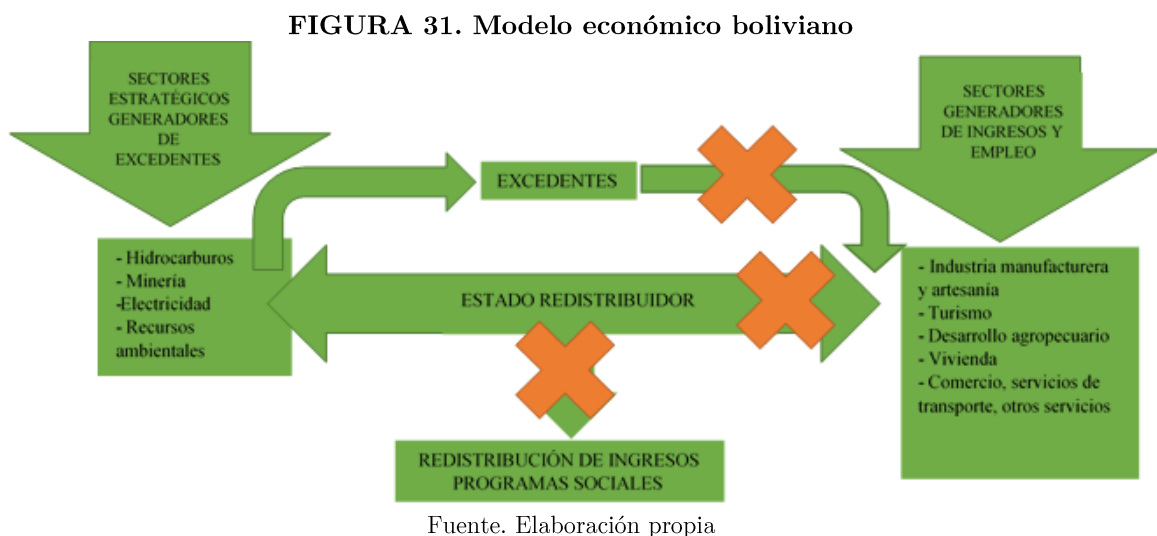 FIGURA 31. Modelo económico boliviano
SECTORES
ESTRATÉGICOS
GENERADORES
DE
EXCEDENTES
SECTORES
GENERADORES
DE INGRESOS Y
EMPLEO
EXCEDENTES
- Hidrocarburos
- Minería
-Electricidad
- Recursos
ambientales
ESTADO REDISTRIBUIDOR
- Industria manufacturera
y artesanía
- Turismo
- Desarrollo agropecuario
- Vivienda
- Comercio, servicios de
transporte, otros servicios
REDISTRIBUCIÓN DE INGRESOS
PROGRAMAS SOCIALES
Fuente. Elaboración propia